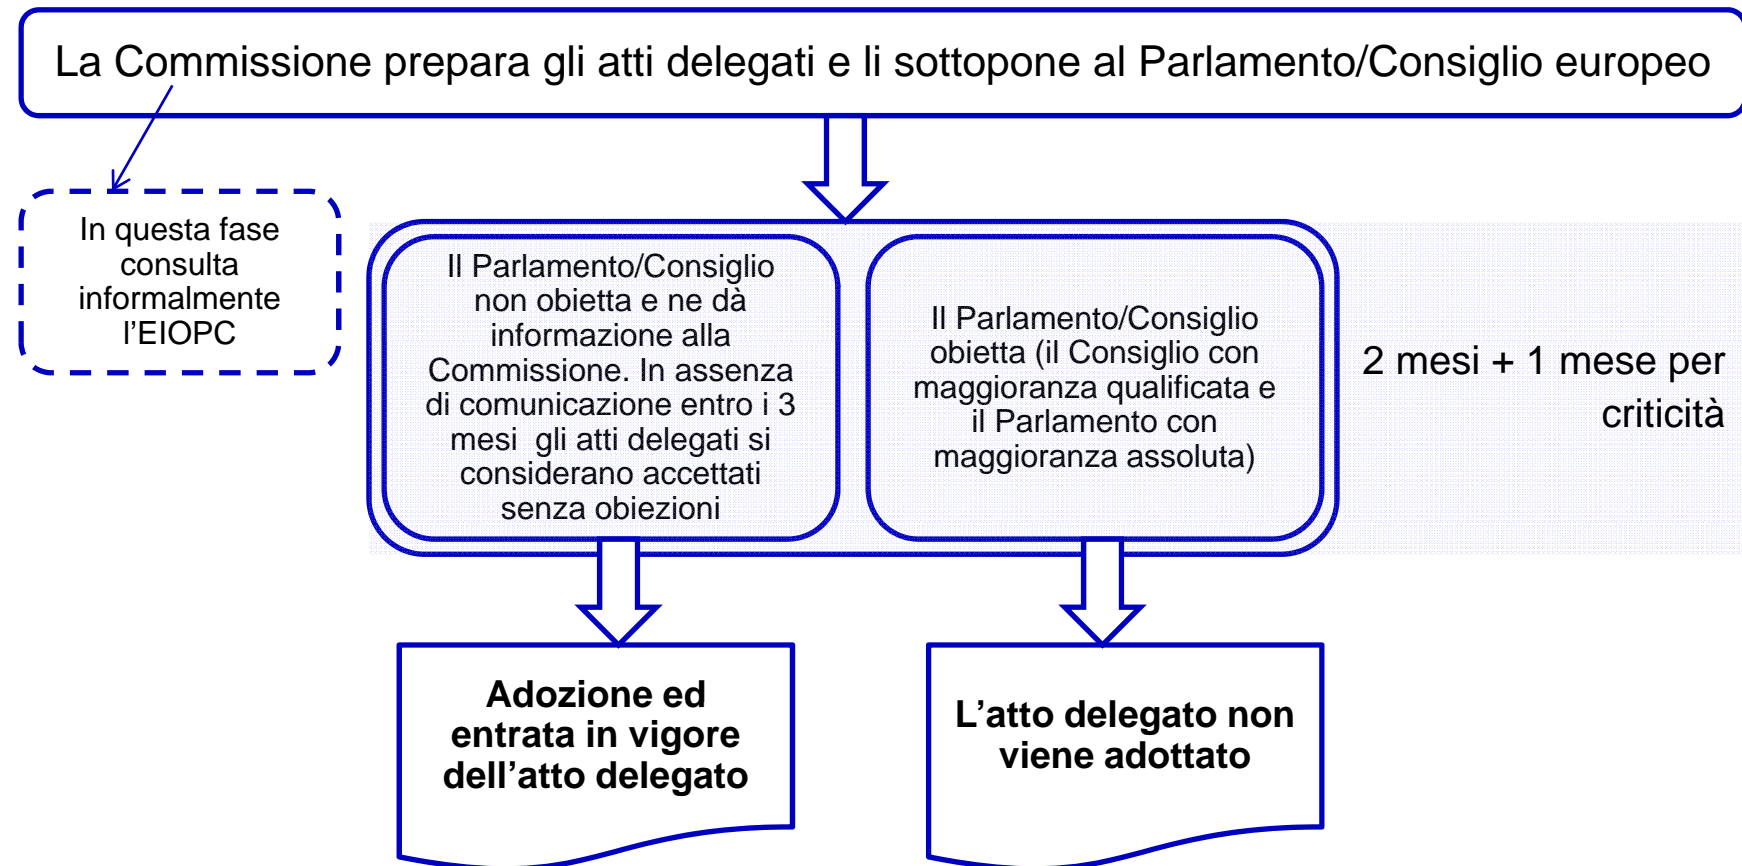 La Commissione prepara gli atti delegati e li sottopone al Parlamento/Consiglio europeo
In questa fase
consulta
informalmente
l’EIOPC
Il Parlamento/Consiglio
non obietta e ne dà
informazione alla
Commissione. In assenza
di comunicazione entro i 3
mesi  gli atti delegati si
considerano accettati
senza obiezioni
Il Parlamento/Consiglio
obietta (il Consiglio con
maggioranza qualificata e
il Parlamento con
maggioranza assoluta)
2 mesi + 1 mese per
criticità
Adozione ed
entrata in vigore
dell’atto delegato
L’atto delegato non
viene adottato